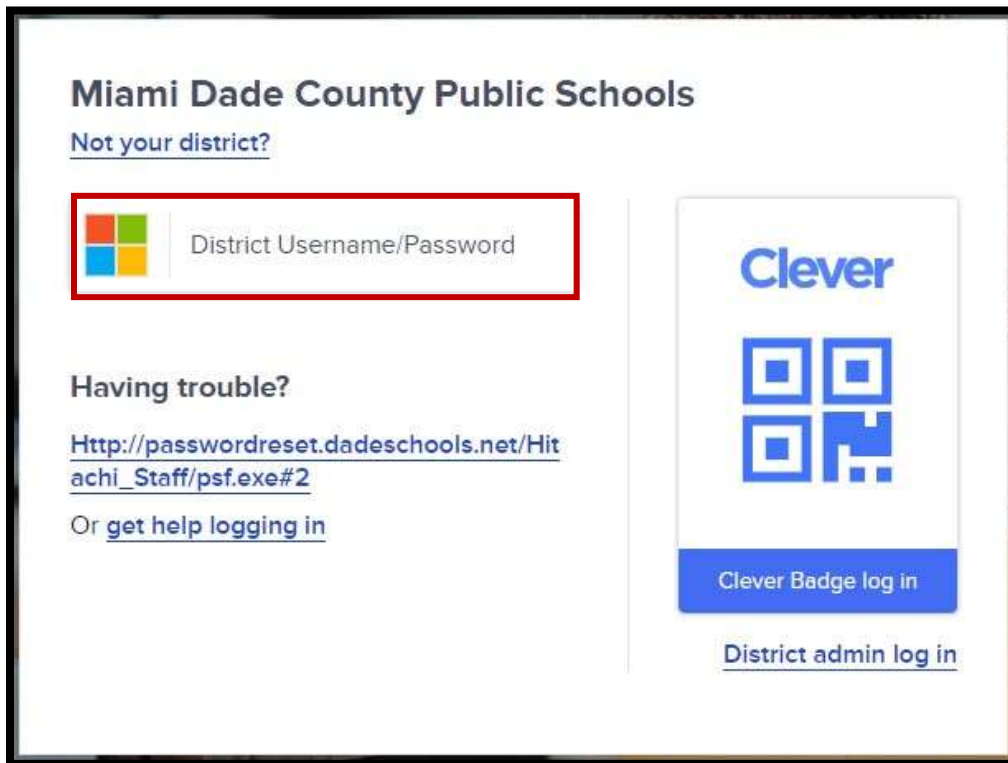 Miami Dade County Public Schools
Not your district?
District Username/Password
Having trouble?
Http://passwordreset.dadeschools.net/Hit
achi_Staff/psf.exe#2
Or get help logging in
Clever
Clever Badge log in
District admin log in